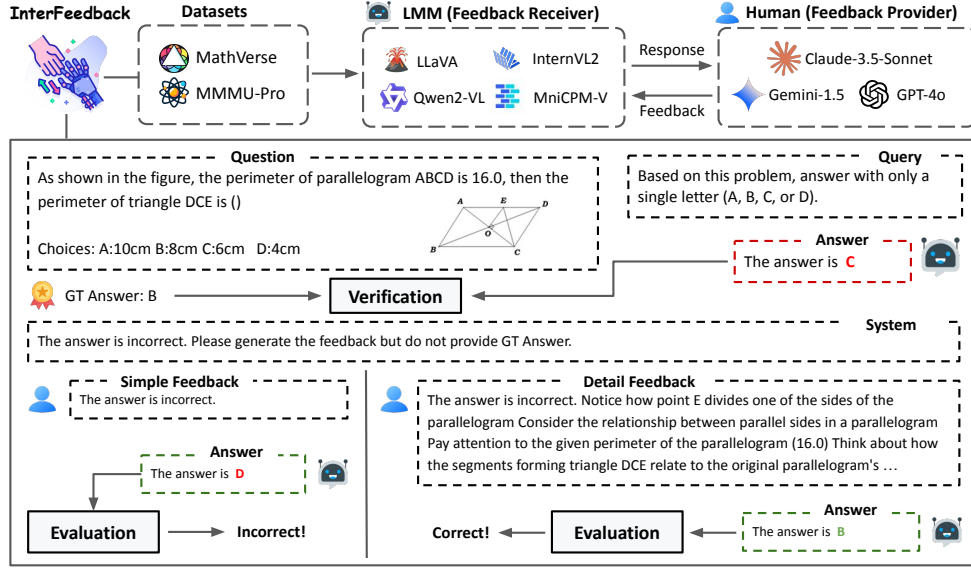 InterFeedback
Datasets
MathVerse
MMMU-Pro
LMM (Feedback Receiver)
LLaVA
InternVL2
Qwen2-VL
MniCPM-V
Response
Feedback
Human (Feedback Provider)
Claude-3.5-Sonnet
Gemini-1.5
GPT-4o
Question
As shown in the figure, the perimeter of parallelogram ABCD is 16.0, then the
perimeter of triangle DCE is ()
Choices: A:10cm B:8cm C:6cm D:4cm
A E D
O
B C
Query
Based on this problem, answer with only a
single letter (A, B, C, or D).
Answer
The answer is C
GT Answer: B
Verification
System
The answer is incorrect. Please generate the feedback but do not provide GT Answer.
Simple Feedback
The answer is incorrect.
Answer
The answer is D
Evaluation
Incorrect!
Detail Feedback
The answer is incorrect. Notice how point E divides one of the sides of the
parallelogram Consider the relationship between parallel sides in a parallelogram
Pay attention to the given perimeter of the parallelogram (16.0) Think about how
the segments forming triangle DCE relate to the original parallelogram's ...
Answer
The answer is B
Evaluation
Correct!